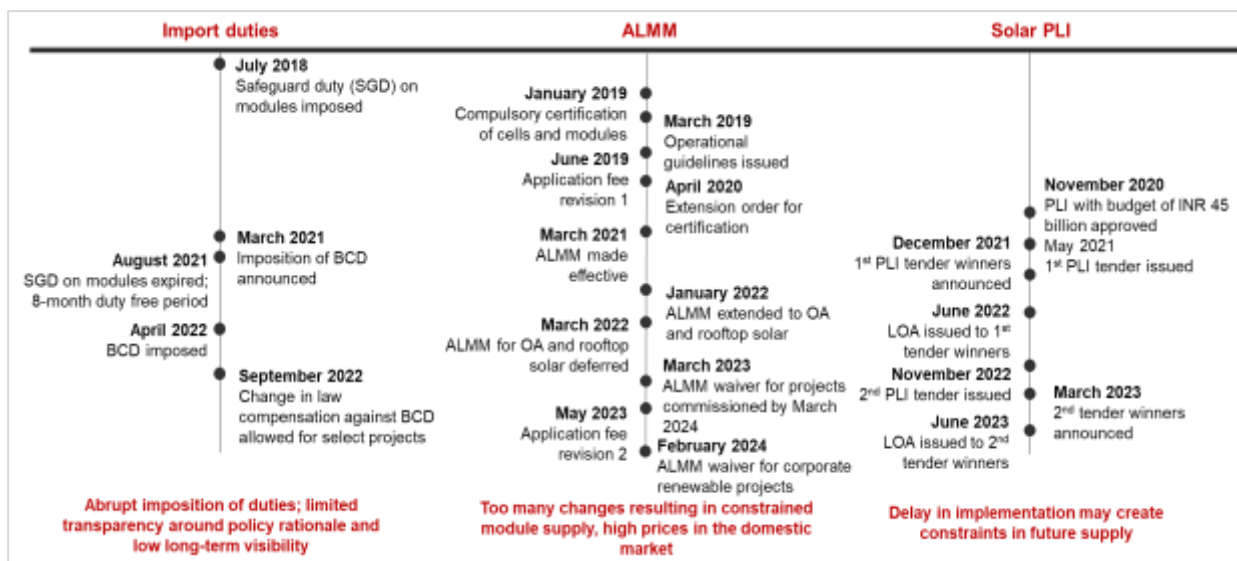 Import duties
July 2018
Safeguard duty (SGD) on
modules imposed
March 2021
Imposition of BCD
announced
August 2021
SGD on modules expired;
8-month duty free period
April 2022
BCD imposed
September 2022
Change in law
compensation against BCD
allowed for select projects
Abrupt imposition of duties; limited
transparency around policy rationale and
low long-term visibility
ALMM
January 2019
Compulsory certification
of cells and modules
March 2019
Operational
guidelines issued
June 2019
Application fee
revision 1
April 2020
Extension order for
certification
March 2021
ALMM made
effective
January 2022
ALMM extended to OA
and rooftop solar
March 2022
ALMM for OA and rooftop
solar deferred
March 2023
ALMM waiver for projects
commissioned by March
2024
May 2023
Application fee
revision 2
February 2024
ALMM waiver for corporate
renewable projects
Too many changes resulting in constrained
module supply, high prices in the domestic
market
Solar PLI
November 2020
PLI with budget of INR 45
billion approved
May 2021
1st PLI tender issued
December 2021
1st PLI tender winners
announced
June 2022
LOA issued to 1st
tender winners
November 2022
2nd PLI tender issued
March 2023
2nd tender winners
announced
June 2023
LOA issued to 2nd
tender winners
Delay in implementation may create
constraints in future supply